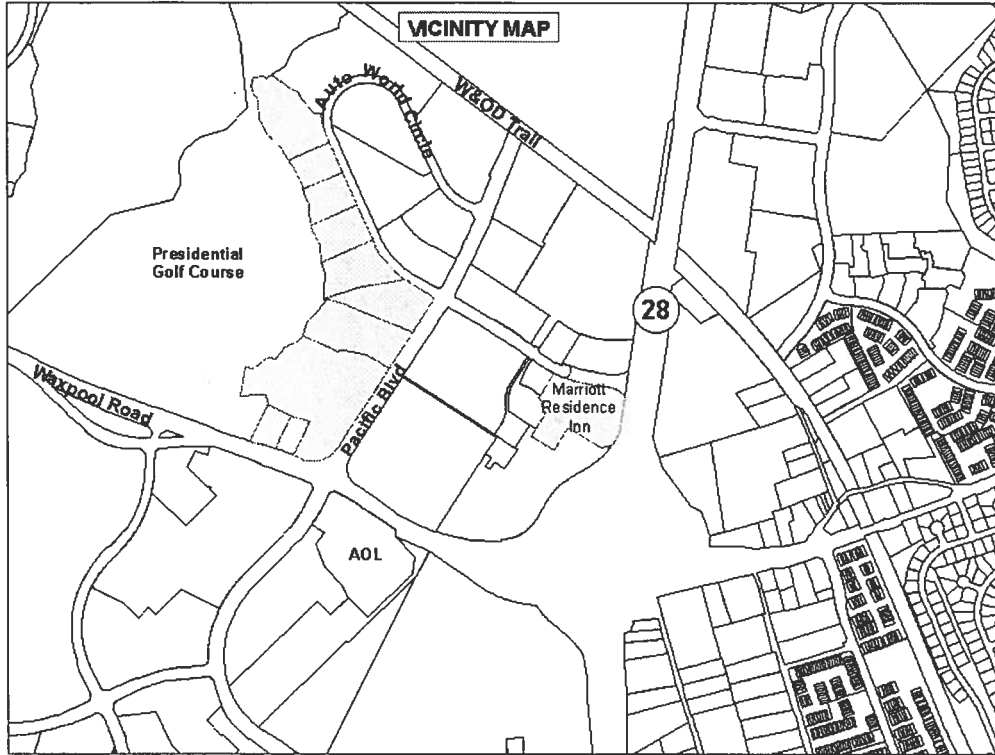 VICINITY MAP
Auto World Circle
W&OD Trail
Presidential
Golf Course
28
Waxpool Road
Pacific Blvd
Marriott
Residence
Inn
AOL